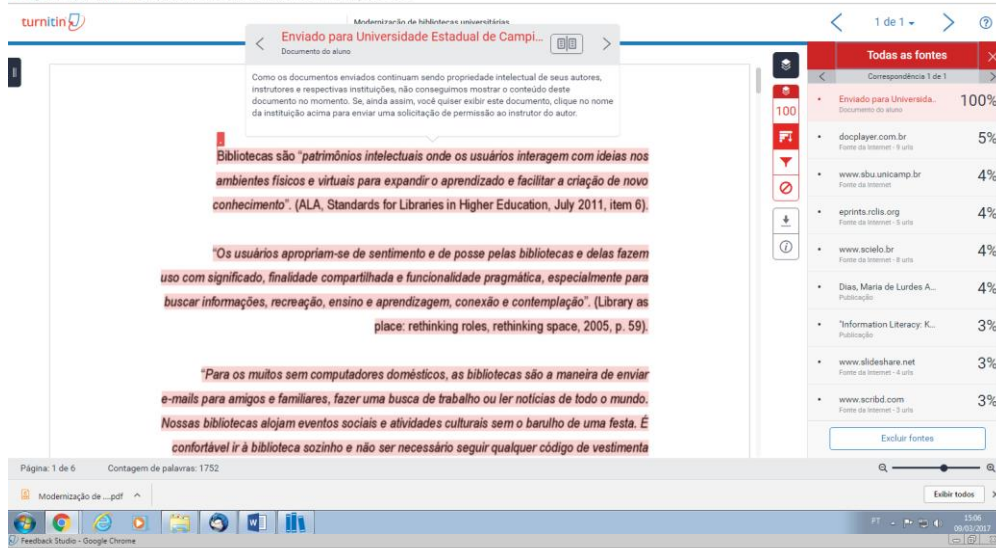 turnitin
Modernização de bibliotecas universitárias
1 de 1
Enviado para Universidade Estadual de Campi...
Documento do aluno
Como os documentos enviados continuam sendo propriedade intelectual de seus autores,
instrutores e respectivas instituições, não conseguimos mostrar o conteúdo deste
documento no momento. Se, ainda assim, você quiser exibir este documento, clique no nome
da instituição acima para enviar uma solicitação de permissão ao instrutor do autor.
Bibliotecas são "patrimônios intelectuais onde os usuários interagem com ideias nos
ambientes físicos e virtuais para expandir o aprendizado e facilitar a criação de novo
conhecimento". (ALA, Standards for Libraries in Higher Education, July 2011, item 6).
"Os usuários apropriam-se de sentimento e de posse pelas bibliotecas e delas fazem
uso com significado, finalidade compartilhada e funcionalidade pragmática, especialmente para
buscar informações, recreação, ensino e aprendizagem, conexão e contemplação". (Library as
place: rethinking roles, rethinking space, 2005, p. 59).
"Para os muitos sem computadores domésticos, as bibliotecas são a maneira de enviar
e-mails para amigos e familiares, fazer uma busca de trabalho ou ler notícias de todo o mundo.
Nossas bibliotecas alojam eventos sociais e atividades culturais sem o barulho de uma festa. É
confortável ir à biblioteca sozinho e não ser necessário seguir qualquer código de vestimenta
100
Todas as fontes
Correspondência 1 de 1
Enviado para Universida.. 100%
Documento do aluno
docplayer.com.br 5%
Fonte da Internet - 9 urls
www.sbu.unicamp.br 4%
Fonte da Internet
eprints.rclis.org 4%
Fonte da Internet - 5 urls
www.scielo.br 4%
Fonte da Internet - 8 urls
Dias, Maria de Lurdes A... 4%
Publicação
"Information Literacy: K... 3%
Publicação
www.slideshare.net 3%
Fonte da Internet - 4 urls
www.scribd.com 3%
Fonte da Internet - 3 urls
Excluir fontes
Página: 1 de 6 Contagem de palavras: 1752
Modernização de ....pdf
Exibir todos
PT
15:06
09/03/2017
Feedback Studio - Google Chrome